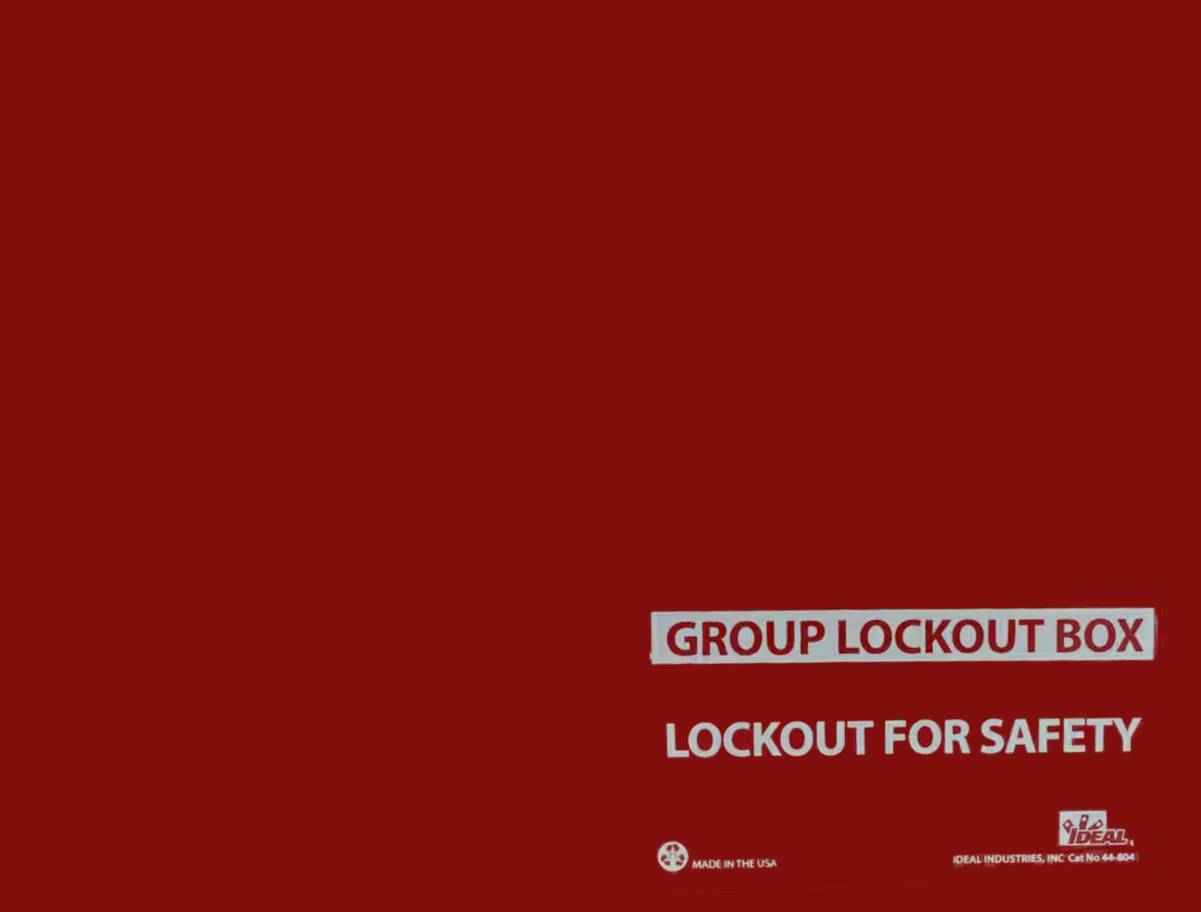 GROUP LOCKOUT BOX
LOCKOUT FOR SAFETY
IDEAL
MADE IN THE USA
IDEAL INDUSTRIES, INC Cat No 44-804